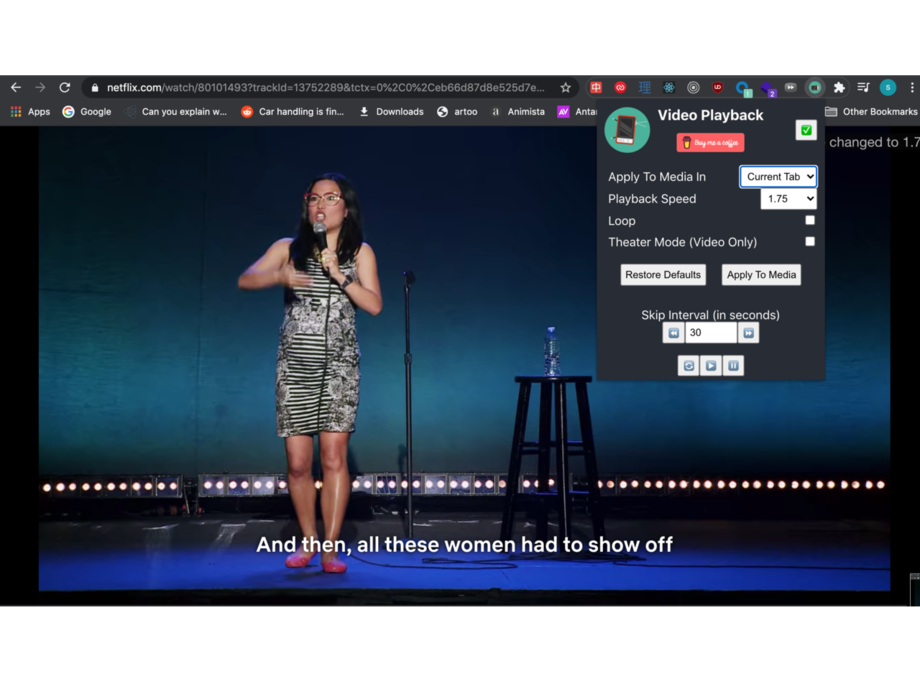 netflix.com/watch/80101493?trackId=13752289&tctx=0%2C0%2Ceb66d87d8e525d7e...
Apps Google Can you explain w... Car handling is fin... Downloads artoo Animista Anta
Other Bookmarks
Video Playback
Buy me a coffee
changed to 1.7
Apply To Media In Current Tab
Playback Speed 1.75
Loop
Theater Mode (Video Only)
Restore Defaults Apply To Media
Skip Interval (in seconds)
30
And then, all these women had to show off